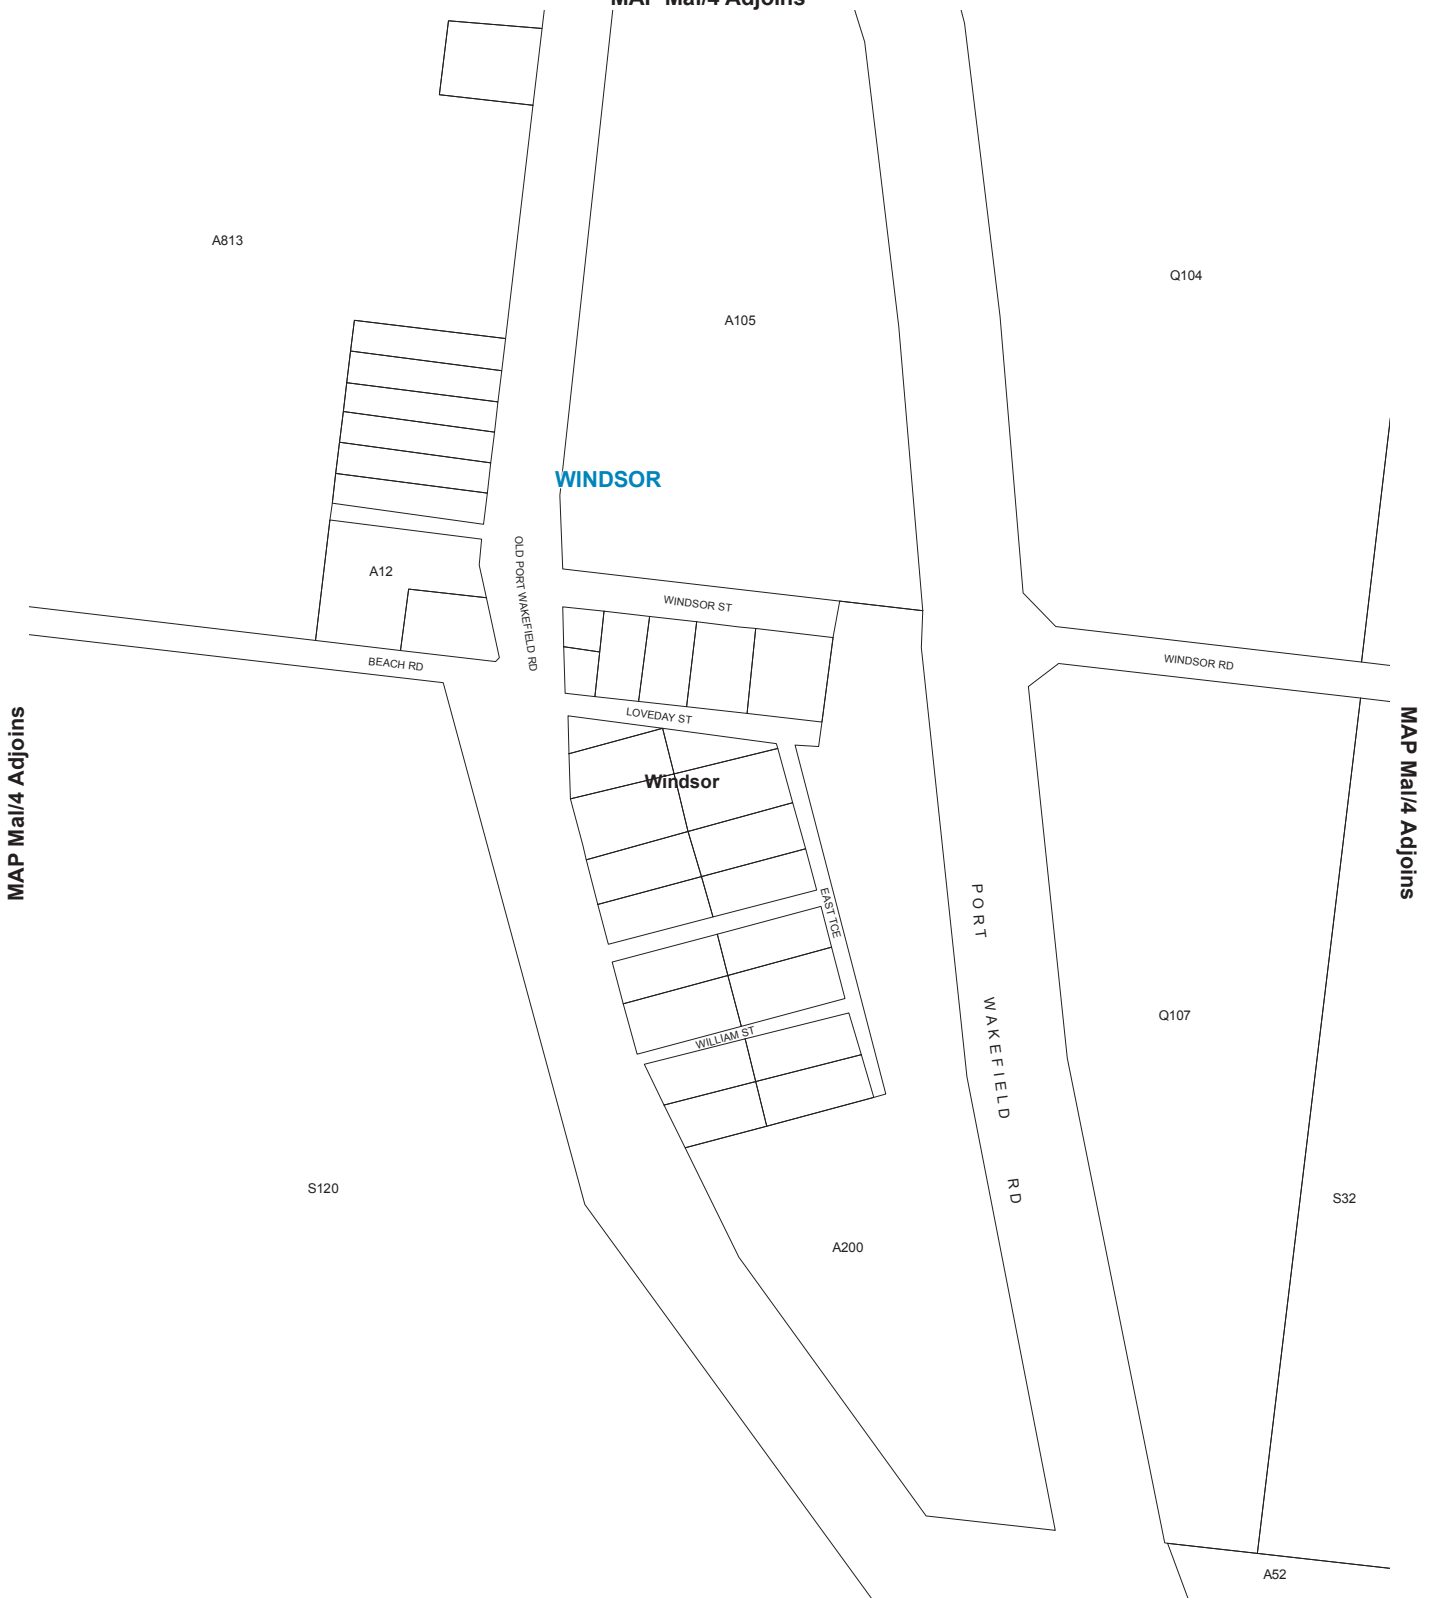 MAP Mal/4 Adjoins
A813
Q104
A105
WINDSOR
OLD PORT WAKEFIELD RD
A12
WINDSOR ST
BEACH RD
WINDSOR RD
LOVEDAY ST
MAP Mal/4 Adjoins
MAP Mal/4 Adjoins
Windsor
EAST TCE
PORT WAKEFIELD RD
Q107
WILLIAM ST
S120
S32
A200
A52